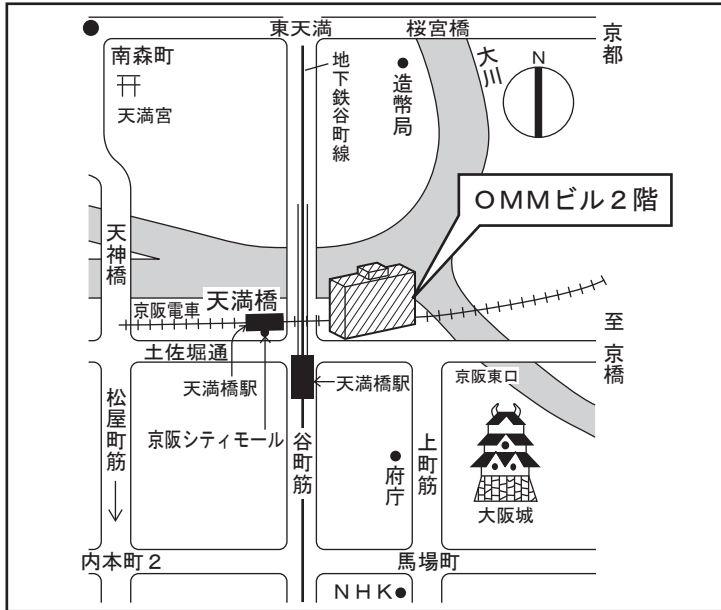 東天満
桜宮橋
京都
南森町
天満宮
地下鉄谷町線
造幣局
大川
N
OMMビル2階
天神橋
京阪電車
天満橋
至京橋
土佐堀通
天満橋駅
天満橋駅
京阪東口
松屋町筋
京阪シティモール
谷町筋
府庁
上町筋
大阪城
内本町2
馬場町
NHK